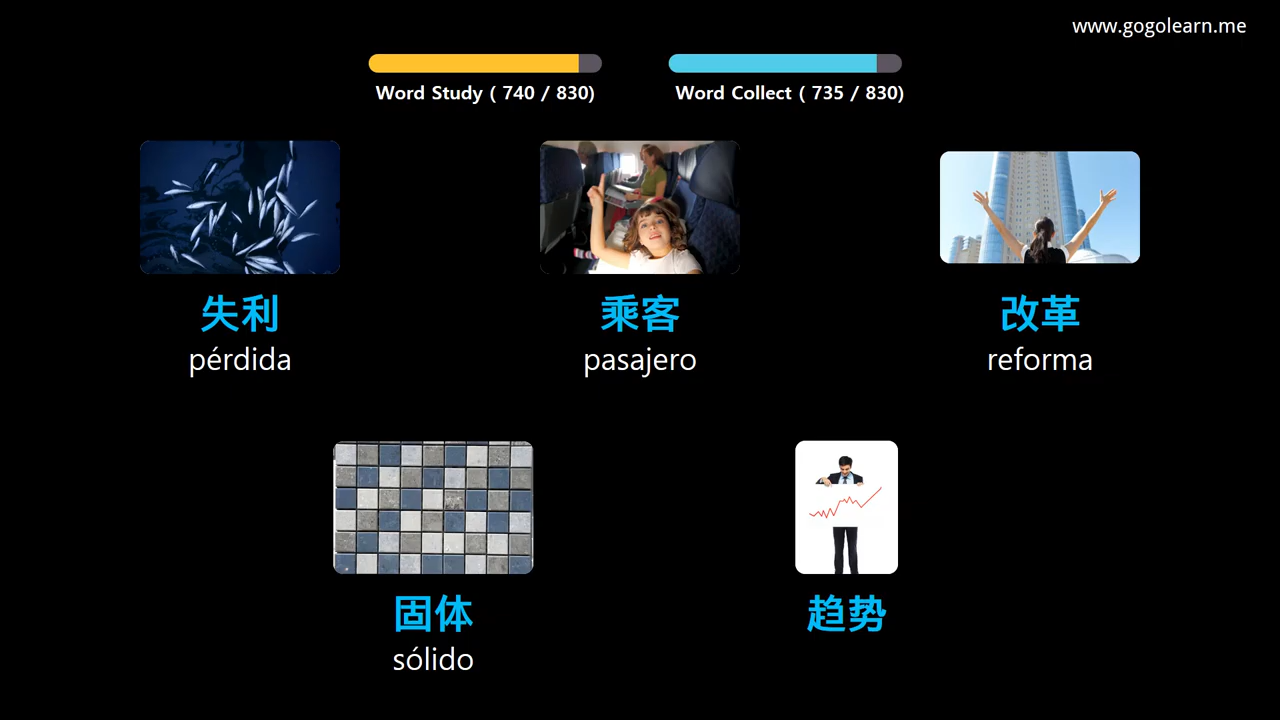 www.gogolearn.me
Word Study ( 740 / 830)
Word Collect ( 735 / 830)
失利
pérdida
乘客
pasajero
改革
reforma
固体
sólido
趋势